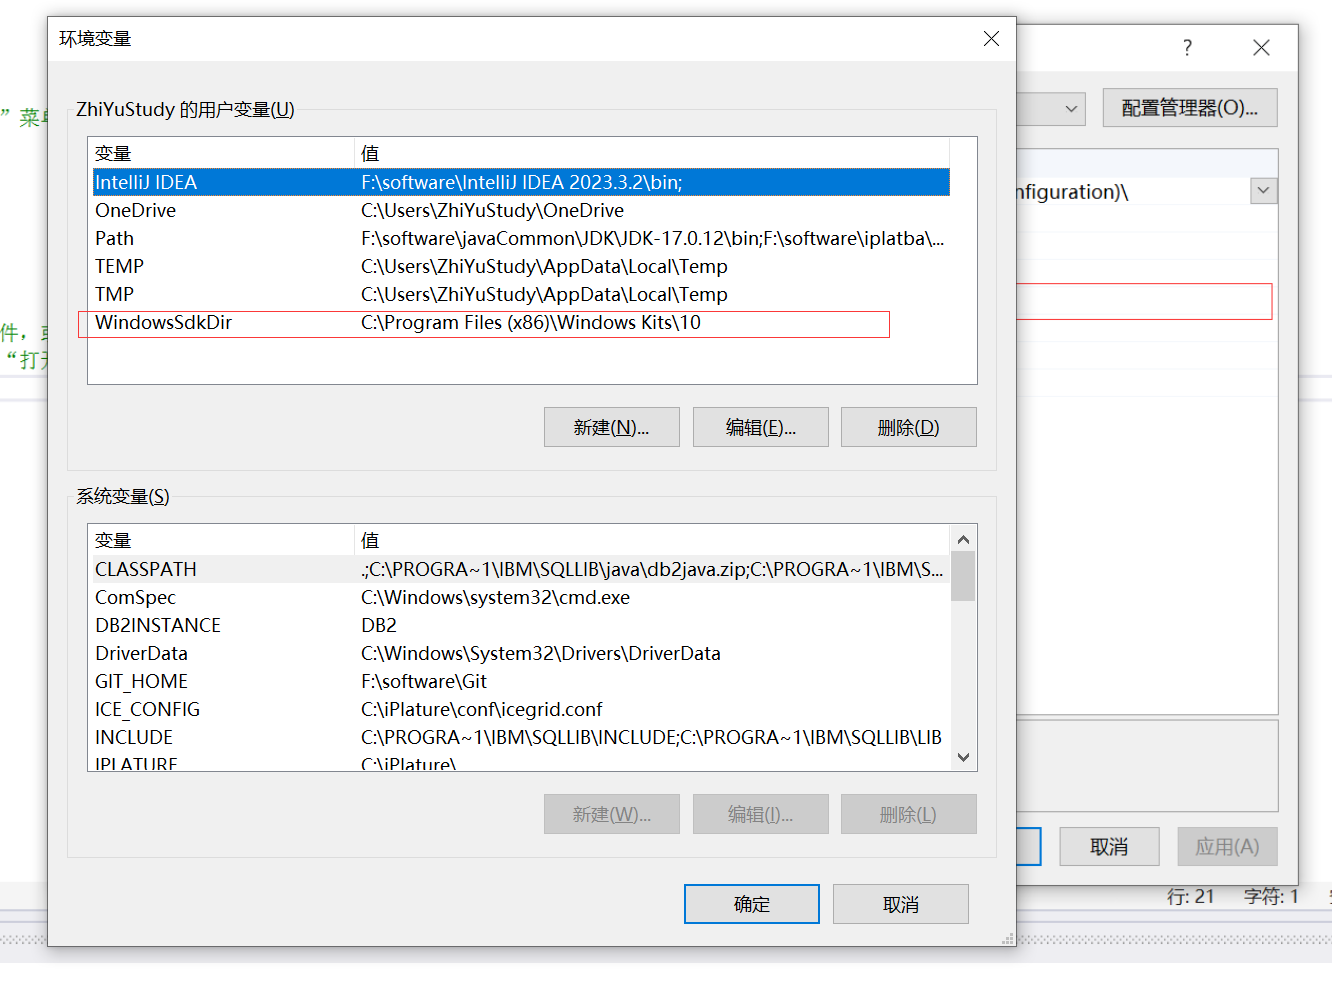 环境变量
?
”菜单
配置管理器(O)...
ZhiYuStudy 的用户变量(U)
变量 值
IntelliJ IDEA F:\software\IntelliJ IDEA 2023.3.2\bin;
nfiguration)\
OneDrive C:\Users\ZhiYuStudy\OneDrive
Path F:\software\javaCommon\JDK\JDK-17.0.12\bin;F:\software\iplatba\...
TEMP C:\Users\ZhiYuStudy\AppData\Local\Temp
TMP C:\Users\ZhiYuStudy\AppData\Local\Temp
WindowsSdkDir C:\Program Files (x86)\Windows Kits\10
件，
“打开
新建(N)... 编辑(E)... 删除(D)
系统变量(S)
变量 值
CLASSPATH .;C:\PROGRA~1\IBM\SQLLIB\java\db2java.zip;C:\PROGRA~1\IBM\S...
ComSpec C:\Windows\system32\cmd.exe
DB2INSTANCE DB2
DriverData C:\Windows\System32\Drivers\DriverData
GIT_HOME F:\software\Git
ICE_CONFIG C:\iPlature\conf\icegrid.conf
INCLUDE C:\PROGRA~1\IBM\SQLLIB\INCLUDE;C:\PROGRA~1\IBM\SQLLIB\LIB
IPLATURE C:\iPlature\
新建(W)... 编辑(I)... 删除(L)
取消 应用(A)
确定 取消
行: 21 字符: 1